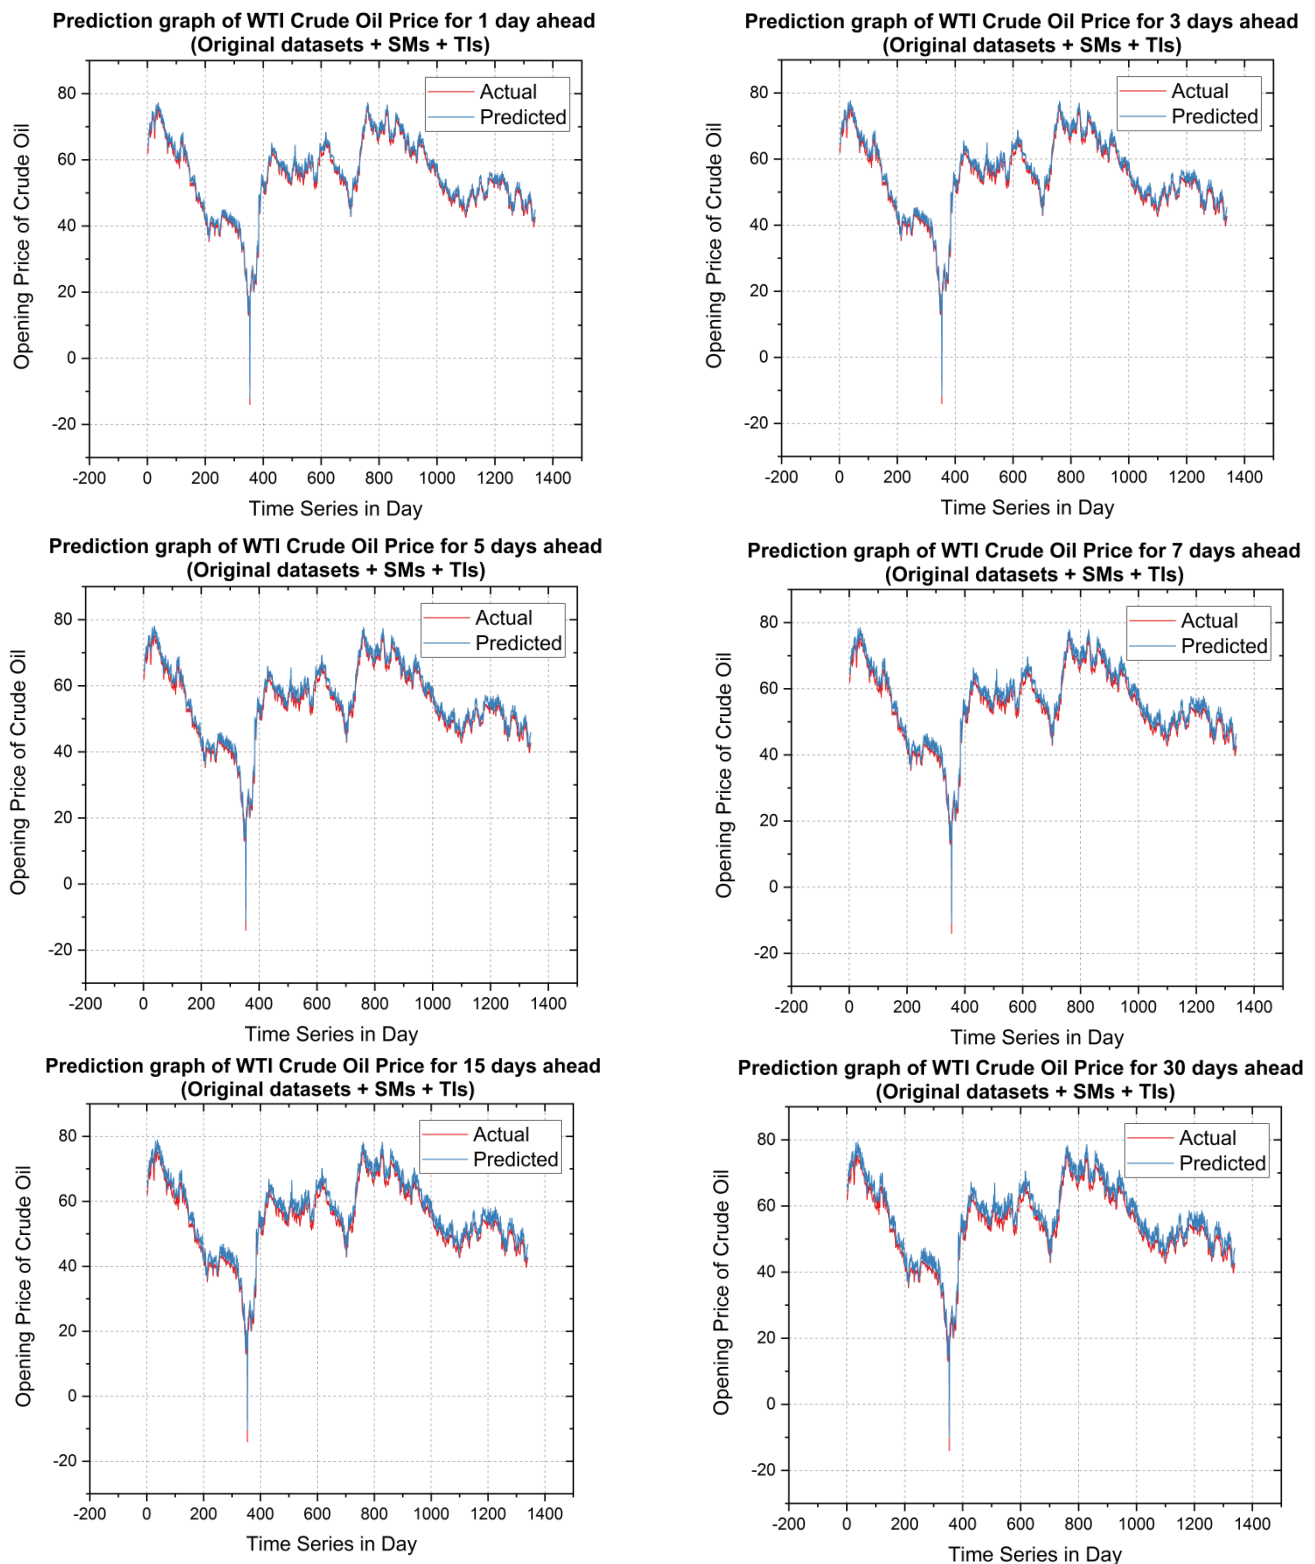 Prediction graph of WTI Crude Oil Price for 1 day ahead
(Original datasets + SMs + TIs)
Actual
Predicted
80
60
40
20
0
-20
-200
0
200
400
600
800
1000
1200
1400
Opening Price of Crude Oil
Time Series in Day
Prediction graph of WTI Crude Oil Price for 3 days ahead
(Original datasets + SMs + TIs)
Actual
Predicted
80
60
40
20
0
-20
-200
0
200
400
600
800
1000
1200
1400
Opening Price of Crude Oil
Time Series in Day
Prediction graph of WTI Crude Oil Price for 5 days ahead
(Original datasets + SMs + TIs)
Actual
Predicted
80
60
40
20
0
-20
-200
0
200
400
600
800
1000
1200
1400
Opening Price of Crude Oil
Time Series in Day
Prediction graph of WTI Crude Oil Price for 7 days ahead
(Original datasets + SMs + TIs)
Actual
Predicted
80
60
40
20
0
-20
-200
0
200
400
600
800
1000
1200
1400
Opening Price of Crude Oil
Time Series in Day
Prediction graph of WTI Crude Oil Price for 15 days ahead
(Original datasets + SMs + TIs)
Actual
Predicted
80
60
40
20
0
-20
-200
0
200
400
600
800
1000
1200
1400
Opening Price of Crude Oil
Time Series in Day
Prediction graph of WTI Crude Oil Price for 30 days ahead
(Original datasets + SMs + TIs)
Actual
Predicted
80
60
40
20
0
-20
-200
0
200
400
600
800
1000
1200
1400
Opening Price of Crude Oil
Time Series in Day